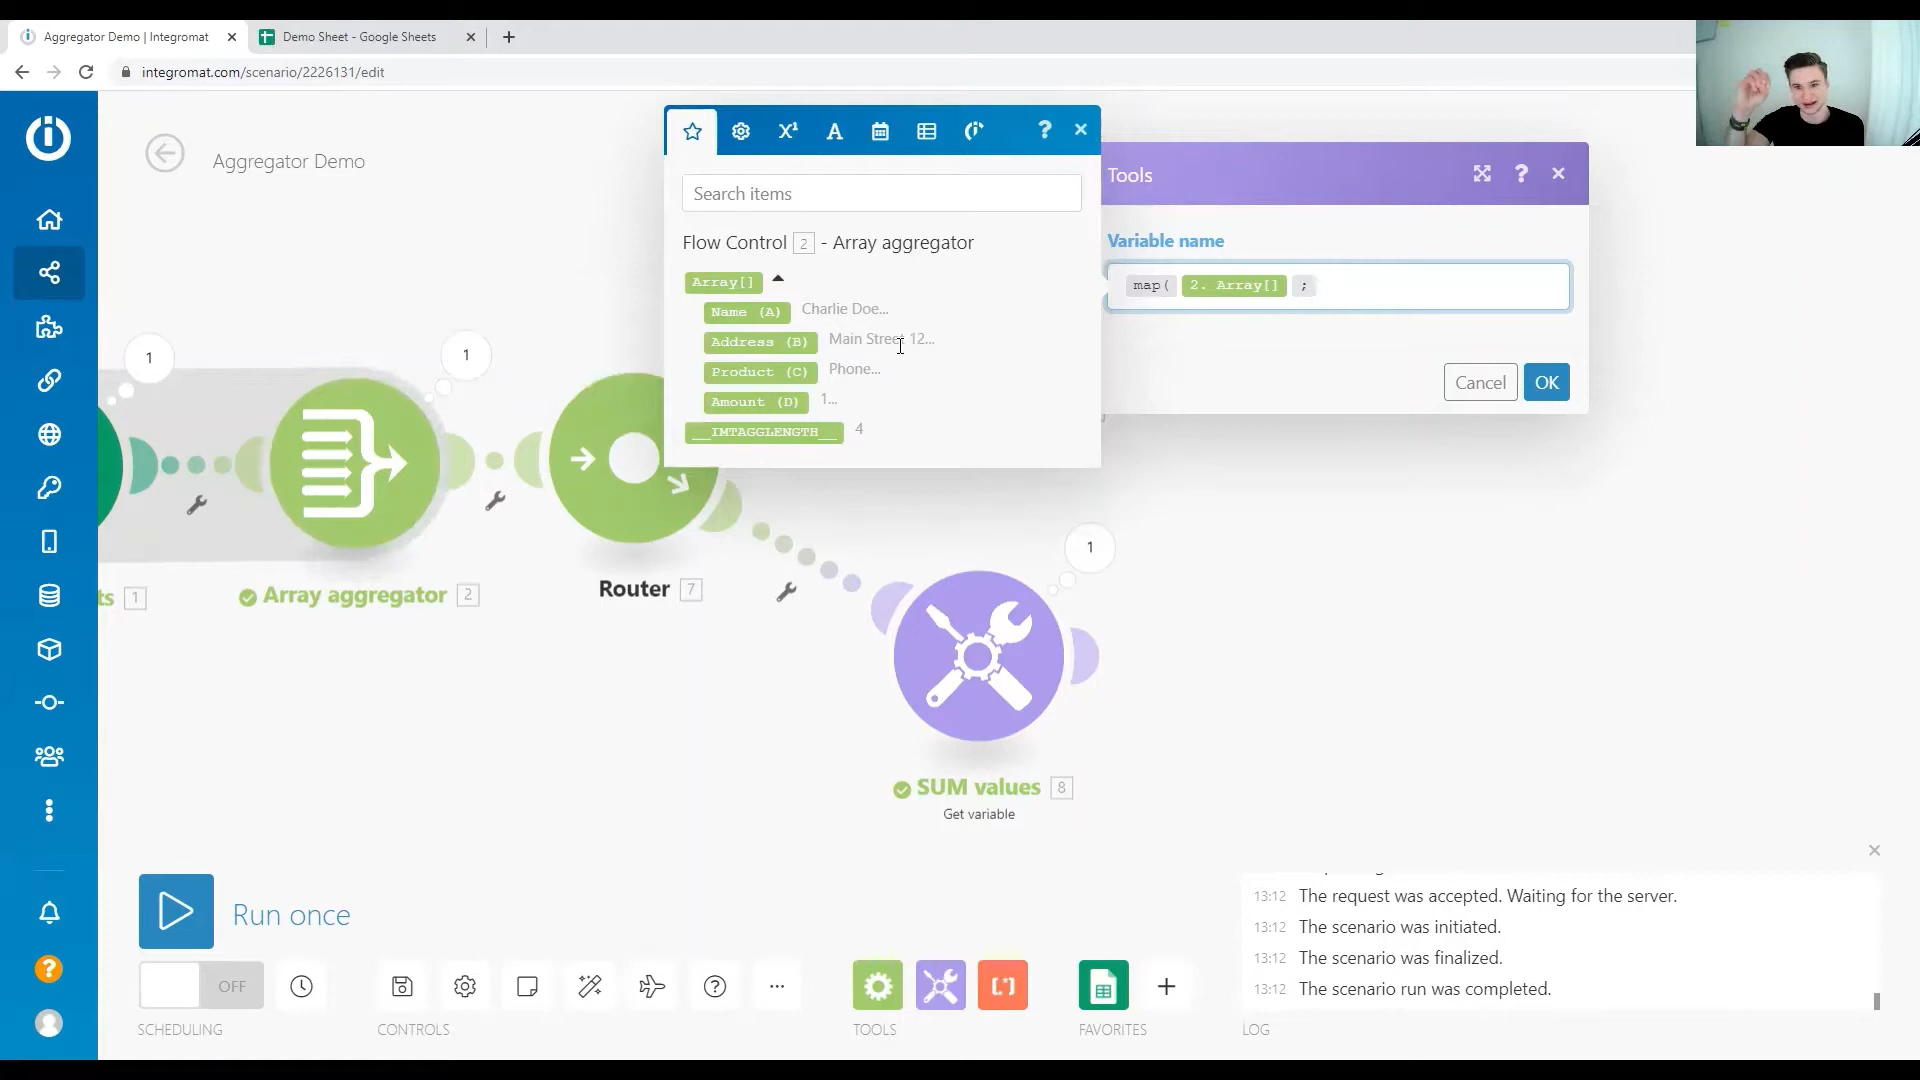 Aggregator Demo | Integromat
Demo Sheet - Google Sheets
integromat.com/scenario/2226131/edit
Aggregator Demo
Search items
Flow Control 2 - Array aggregator
Array[]
Name (A) Charlie Doe...
Address (B) Main Street 12...
Product (C) Phone...
Amount (D) 1...
__IMTAGGLENGTH__ 4
Tools
Variable name
map( 2. Array[] ;
Cancel OK
1
1
ts 1
Array aggregator 2
Router 7
1
SUM values 8
Get variable
Run once
OFF
SCHEDULING
CONTROLS
TOOLS
FAVORITES
13:12 The request was accepted. Waiting for the server.
13:12 The scenario was initiated.
13:12 The scenario was finalized.
13:12 The scenario run was completed.
LOG